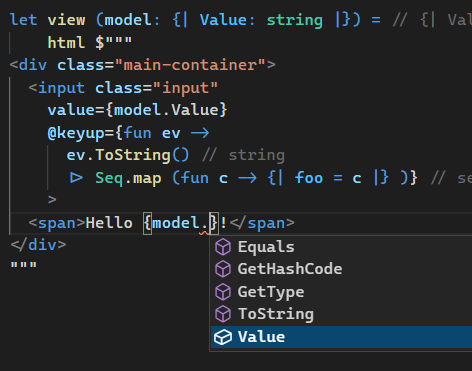 let view (model: {| Value: string |}) = // {| Va
html $"""
<div class="main-container">
<input class="input"
value={model.Value}
@keyup={fun ev ->
ev.ToString() // string
|> Seq.map (fun c -> {| foo = c |} )} // se
>
<span>Hello {model.}!</span>
</div>
"""
Equals
GetHashCode
GetType
ToString
Value